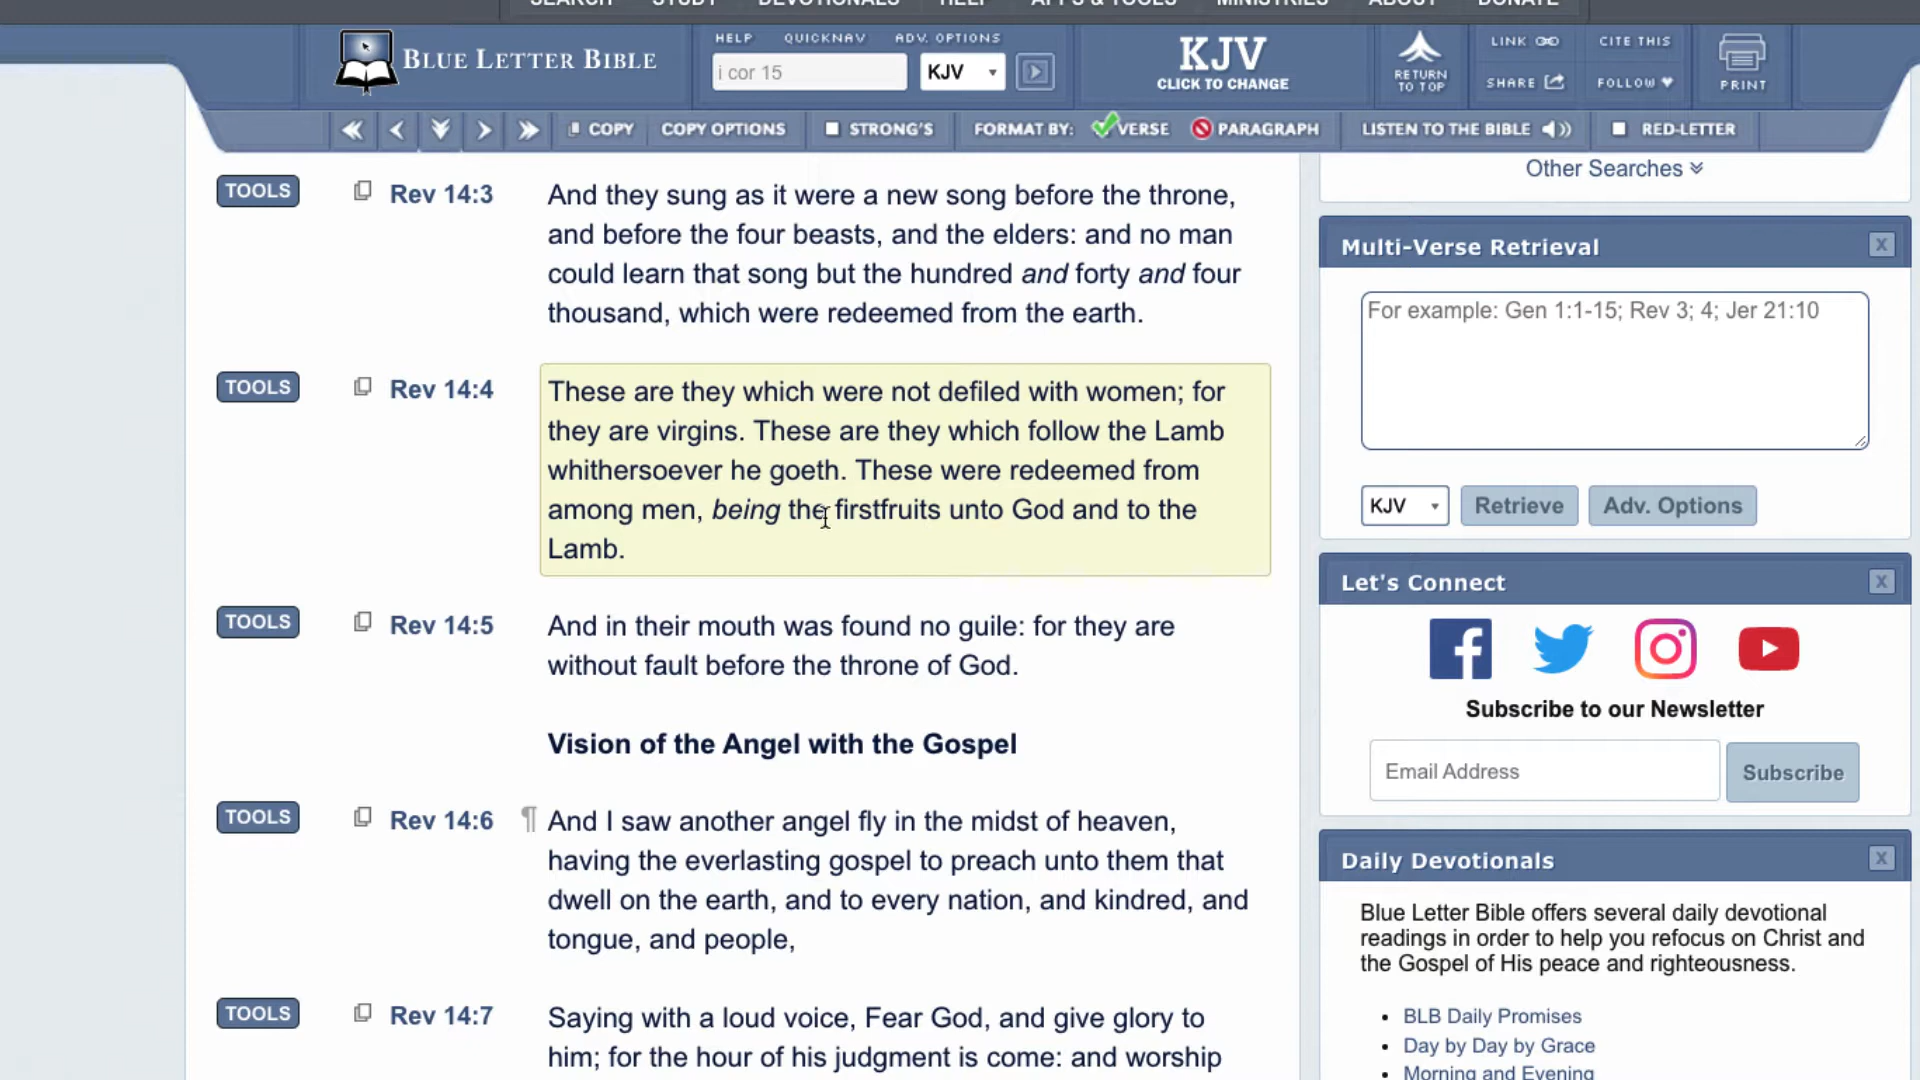 SEARCH STUDY DEVOTIONALS HELP APPS & TOOLS MINISTRIES ABOUT DONATE
BLUE LETTER BIBLE
HELP QUICKNAV ADV. OPTIONS
i cor 15 KJV
KJV
CLICK TO CHANGE
RETURN
TO TOP
LINK CITE THIS
SHARE FOLLOW
PRINT
COPY COPY OPTIONS STRONG'S FORMAT BY: VERSE PARAGRAPH LISTEN TO THE BIBLE RED-LETTER
TOOLS Rev 14:3 And they sung as it were a new song before the throne,
and before the four beasts, and the elders: and no man
could learn that song but the hundred and forty and four
thousand, which were redeemed from the earth.
TOOLS Rev 14:4 These are they which were not defiled with women; for
they are virgins. These are they which follow the Lamb
whithersoever he goeth. These were redeemed from
among men, being the firstfruits unto God and to the
Lamb.
TOOLS Rev 14:5 And in their mouth was found no guile: for they are
without fault before the throne of God.
Vision of the Angel with the Gospel
TOOLS Rev 14:6 ¶ And I saw another angel fly in the midst of heaven,
having the everlasting gospel to preach unto them that
dwell on the earth, and to every nation, and kindred, and
tongue, and people,
TOOLS Rev 14:7 Saying with a loud voice, Fear God, and give glory to
him; for the hour of his judgment is come: and worship
Other Searches
Multi-Verse Retrieval X
For example: Gen 1:1-15; Rev 3; 4; Jer 21:10
KJV Retrieve Adv. Options
Let's Connect X
Subscribe to our Newsletter
Email Address Subscribe
Daily Devotionals X
Blue Letter Bible offers several daily devotional
readings in order to help you refocus on Christ and
the Gospel of His peace and righteousness.
• BLB Daily Promises
• Day by Day by Grace
• Morning and Evening